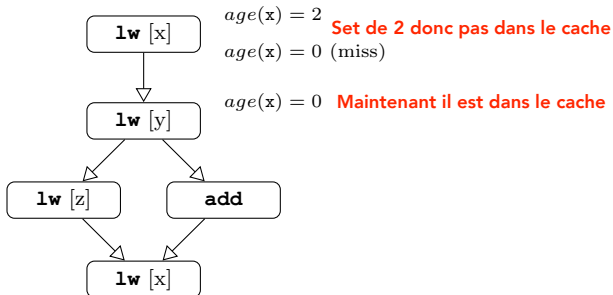 age(x) = 2 Set de 2 donc pas dans le cache
lw [x]
age(x) = 0 (miss)
age(x) = 0 Maintenant il est dans le cache
lw [y]
lw [z] add
lw [x]